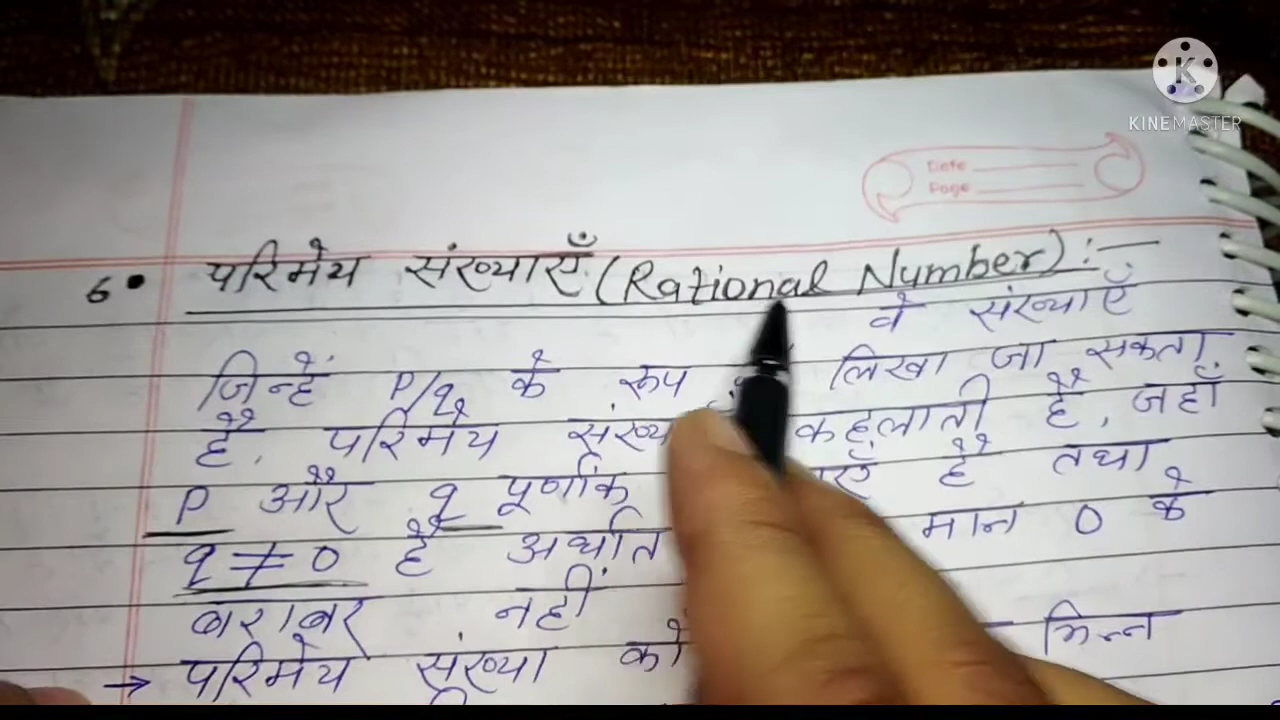 KINEMASTER
Date
Page
6• परिमेय संख्याएँ (Rational Number) :—
वे संख्याएँ
जिन्हें P/q के रूप लिखा जा सकता
है, परिमेय कहलाती है, जहाँ
P और q पूर्णांक है तथा
q ≠ 0 है अर्थात मान 0 के
बराबर नहीं
→ परिमेय संख्या को भिन्न